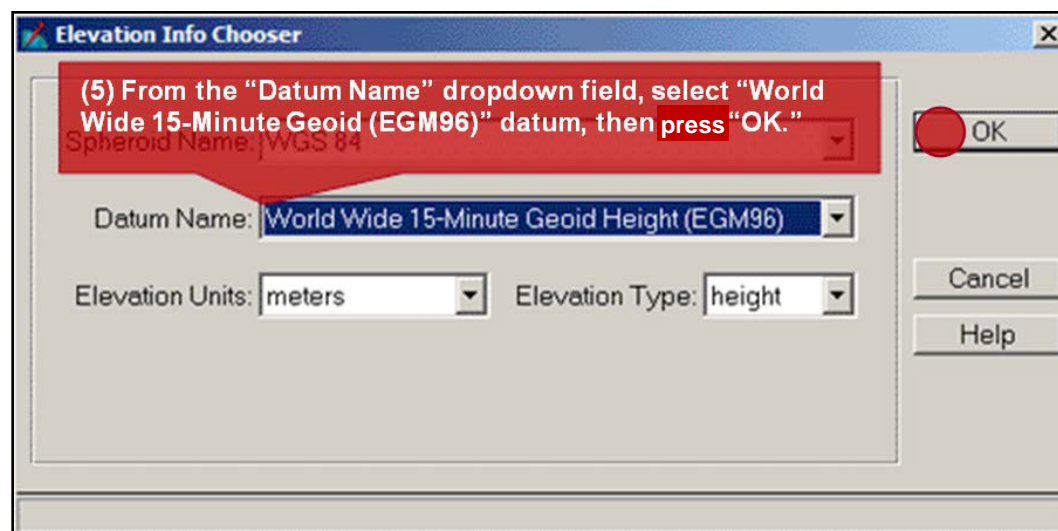 Elevation Info Chooser
(5) From the “Datum Name” dropdown field, select “World
Wide 15-Minute Geoid (EGM96)” datum, then press “OK.”
Spheroid Name: WGS 84
OK
Datum Name: World Wide 15-Minute Geoid Height (EGM96)
Elevation Units: meters Elevation Type: height
Cancel
Help